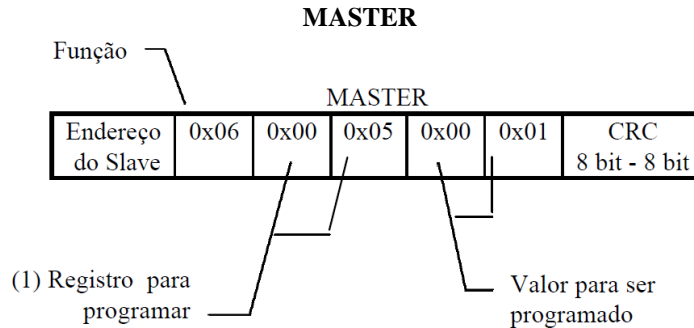 MASTER
Função
MASTER
Endereço do Slave 0x06 0x00 0x05 0x00 0x01 CRC 8 bit - 8 bit
(1) Registro para
programar
Valor para ser
programado